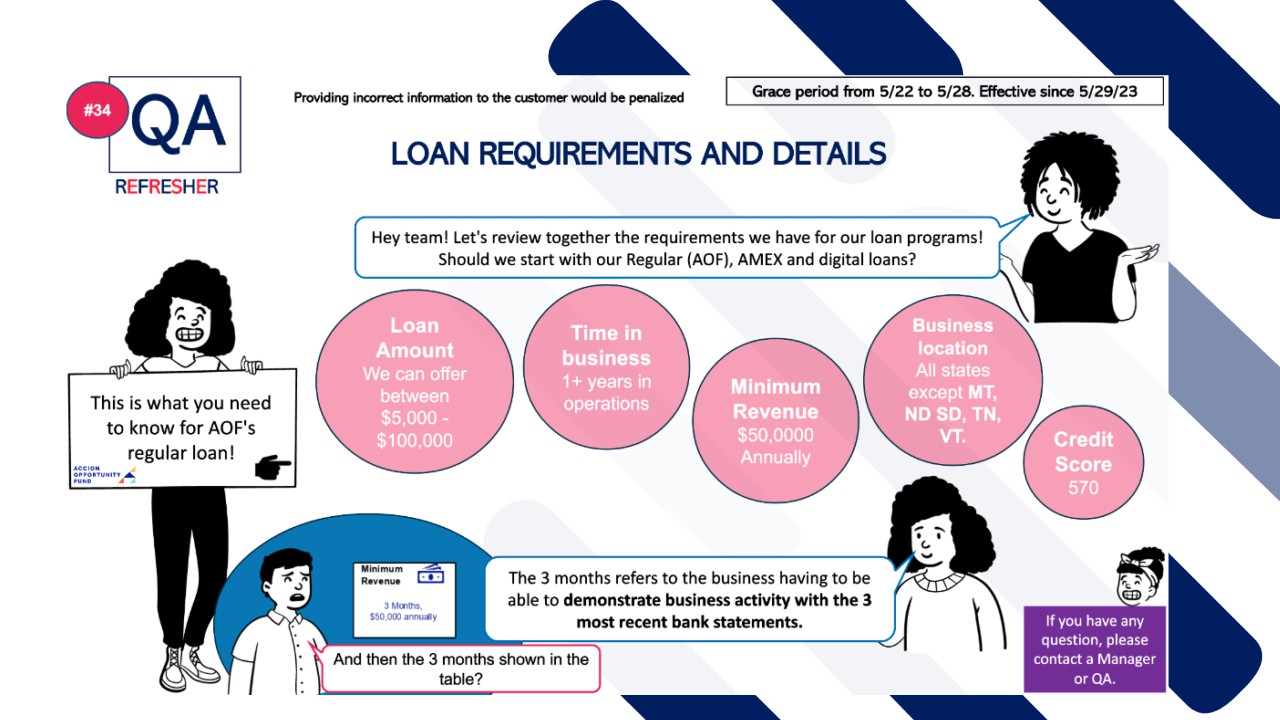 #34
QA
REFRESHER
Providing incorrect information to the customer would be penalized
Grace period from 5/22 to 5/28. Effective since 5/29/23
LOAN REQUIREMENTS AND DETAILS
Hey team! Let's review together the requirements we have for our loan programs!
Should we start with our Regular (AOF), AMEX and digital loans?
This is what you need
to know for AOF's
regular loan!
ACCION
OPPORTUNITY
FUND
Loan
Amount
We can offer
between
$5,000 -
$100,000
Time in
business
1+ years in
operations
Minimum
Revenue
$50,0000
Annually
Business
location
All states
except MT,
ND SD, TN,
VT.
Credit
Score
570
Minimum
Revenue
3 Months,
$50,000 annually
And then the 3 months shown in the
table?
The 3 months refers to the business having to be
able to demonstrate business activity with the 3
most recent bank statements.
If you have any
question, please
contact a Manager
or QA.